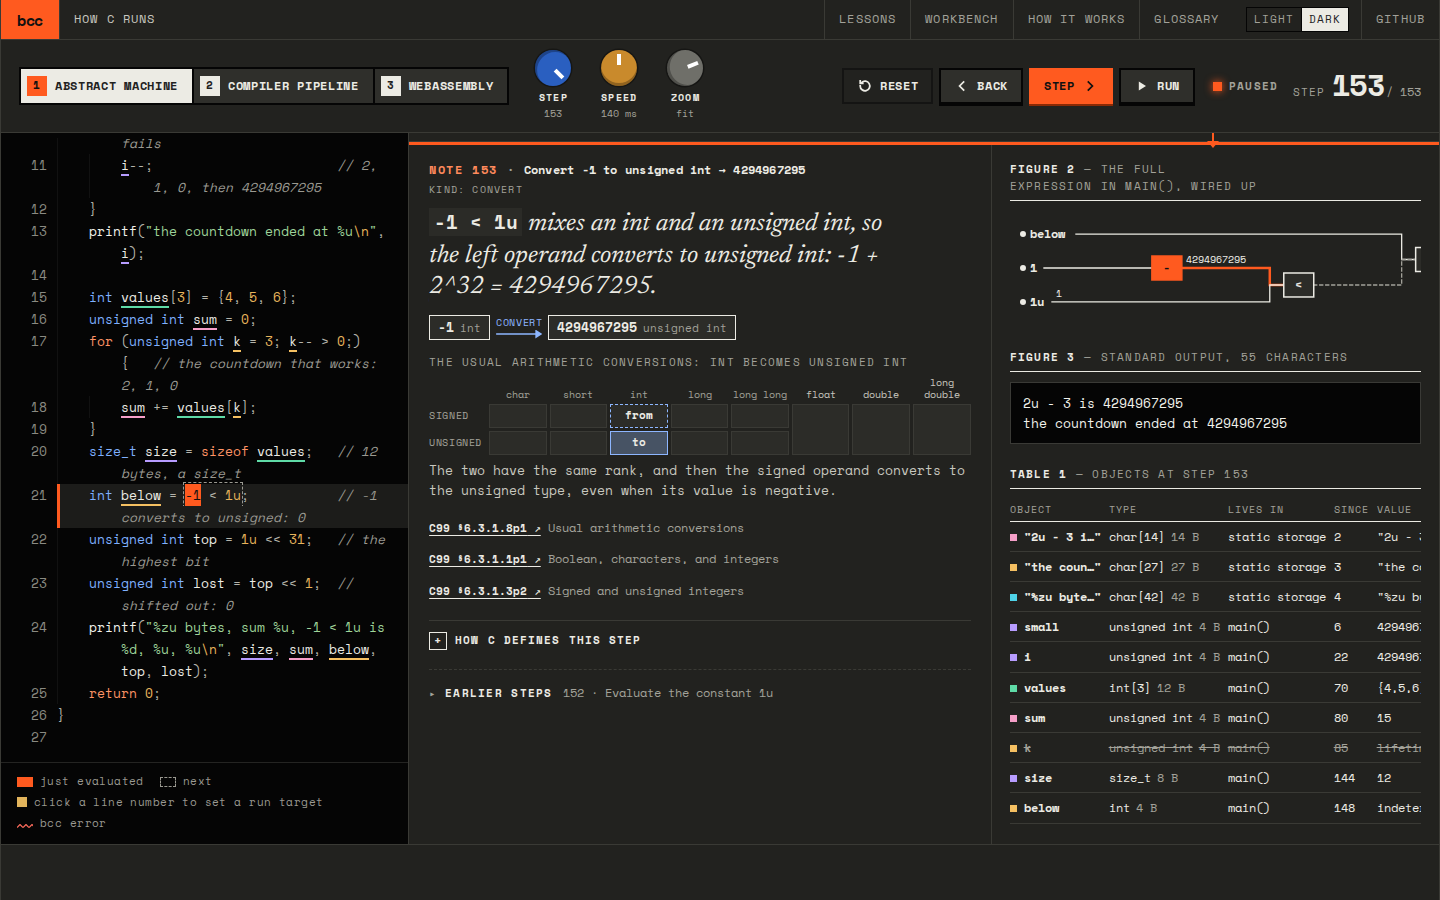 bcc HOW C RUNS LESSONS WORKBENCH HOW IT WORKS GLOSSARY LIGHT DARK GITHUB
1 ABSTRACT MACHINE 2 COMPILER PIPELINE 3 WEBASSEMBLY
STEP SPEED ZOOM
153 140 ms fit
RESET BACK STEP RUN PAUSED STEP 153 / 153
fails
11 i--; // 2,
1, 0, then 4294967295
12 }
13 printf("the countdown ended at %u\n",
i);
14
15 int values[3] = {4, 5, 6};
16 unsigned int sum = 0;
17 for (unsigned int k = 3; k-- > 0;)
{ // the countdown that works:
2, 1, 0
18 sum += values[k];
19 }
20 size_t size = sizeof values; // 12
bytes, a size_t
21 int below = -1 < 1u; // -1
converts to unsigned: 0
22 unsigned int top = 1u << 31; // the
highest bit
23 unsigned int lost = top << 1; //
shifted out: 0
24 printf("%zu bytes, sum %u, -1 < 1u is
%d, %u, %u\n", size, sum, below,
top, lost);
25 return 0;
26 }
27
just evaluated next
click a line number to set a run target
bcc error
NOTE 153 · Convert -1 to unsigned int → 4294967295
KIND: CONVERT
-1 < 1u mixes an int and an unsigned int, so
the left operand converts to unsigned int: -1 +
2^32 = 4294967295.
-1 int CONVERT 4294967295 unsigned int
THE USUAL ARITHMETIC CONVERSIONS: INT BECOMES UNSIGNED INT
char short int long long long float double long double
SIGNED from
UNSIGNED to
The two have the same rank, and then the signed operand converts to
the unsigned type, even when its value is negative.
C99 §6.3.1.8p1 ↗ Usual arithmetic conversions
C99 §6.3.1.1p1 ↗ Boolean, characters, and integers
C99 §6.3.1.3p2 ↗ Signed and unsigned integers
+ HOW C DEFINES THIS STEP
▸ EARLIER STEPS 152 · Evaluate the constant 1u
FIGURE 2 — THE FULL
EXPRESSION IN MAIN(), WIRED UP
below
1 - 4294967295
1u 1 <
FIGURE 3 — STANDARD OUTPUT, 55 CHARACTERS
2u - 3 is 4294967295
the countdown ended at 4294967295
TABLE 1 — OBJECTS AT STEP 153
OBJECT TYPE LIVES IN SINCE VALUE
"2u - 3 i…" char[14] 14 B static storage 2 "2u - 3
"the coun…" char[27] 27 B static storage 3 "the co
"%zu byte…" char[42] 42 B static storage 4 "%zu b
small unsigned int 4 B main() 6 429496
i unsigned int 4 B main() 22 429496
values int[3] 12 B main() 70 {4,5,6
sum unsigned int 4 B main() 80 15
k unsigned int 4 B main() 85 lifeti
size size_t 8 B main() 144 12
below int 4 B main() 148 indete